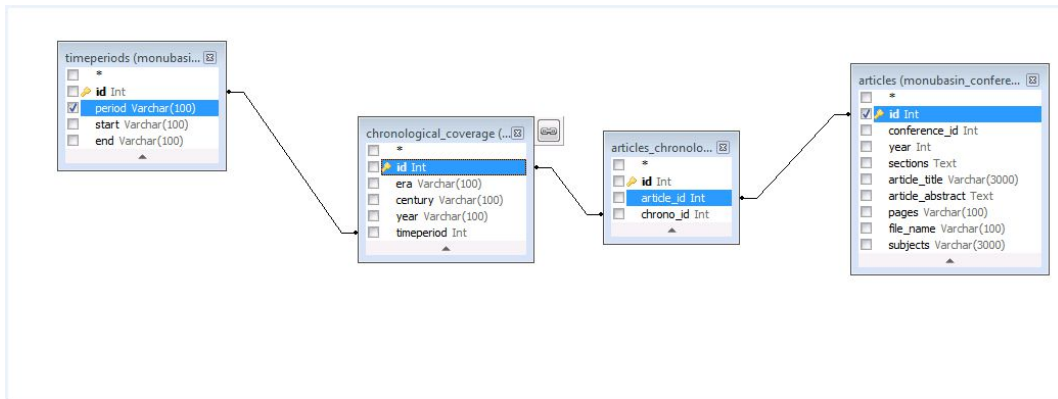 timeperiods (monubasi...
*
id Int
period Varchar(100)
start Varchar(100)
end Varchar(100)
chronological_coverage (...
*
id Int
era Varchar(100)
century Varchar(100)
year Varchar(100)
timeperiod Int
articles_chronolo...
*
id Int
article_id Int
chrono_id Int
articles (monubasin_confere...
*
id Int
conference_id Int
year Int
sections Text
article_title Varchar(3000)
article_abstract Text
pages Varchar(100)
file_name Varchar(100)
subjects Varchar(3000)